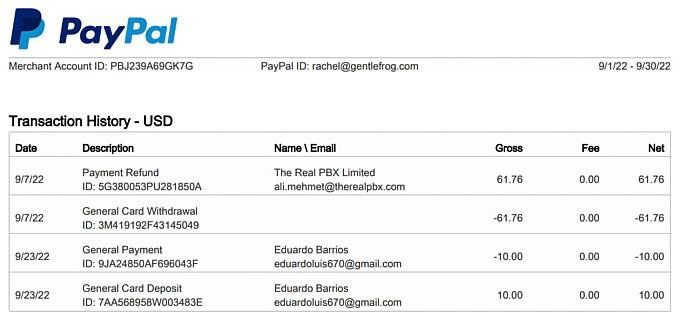 PayPal
Merchant Account ID: PBJ239A69GK7G PayPal ID: rachel@gentlefrog.com 9/1/22 - 9/30/22
Transaction History - USD
Date Description Name \ Email Gross Fee Net
9/7/22 Payment Refund The Real PBX Limited 61.76 0.00 61.76
ID: 5G380053PU281850A ali.mehmet@therealpbx.com
9/7/22 General Card Withdrawal -61.76 0.00 -61.76
ID: 3M419192F43145049
9/23/22 General Payment Eduardo Barrios -10.00 0.00 -10.00
ID: 9JA24850AF696043F eduardoluis670@gmail.com
9/23/22 General Card Deposit Eduardo Barrios 10.00 0.00 10.00
ID: 7AA568958W003483E eduardoluis670@gmail.com